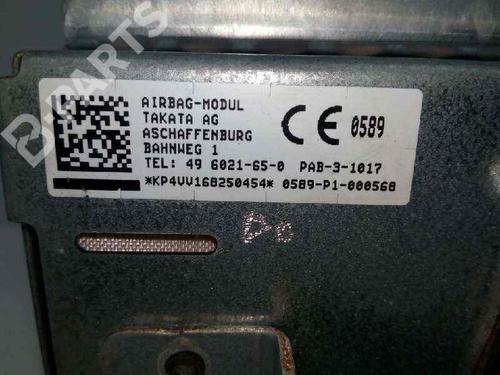 B-PARTS
AIRBAG-MODUL
TAKATA AG
ASCHAFFENBURG
BAHNWEG 1
TEL: 49 6021-65-0 PAB-3-1017
*KP4VV168250454* 0589-P1-000568
CE 0589